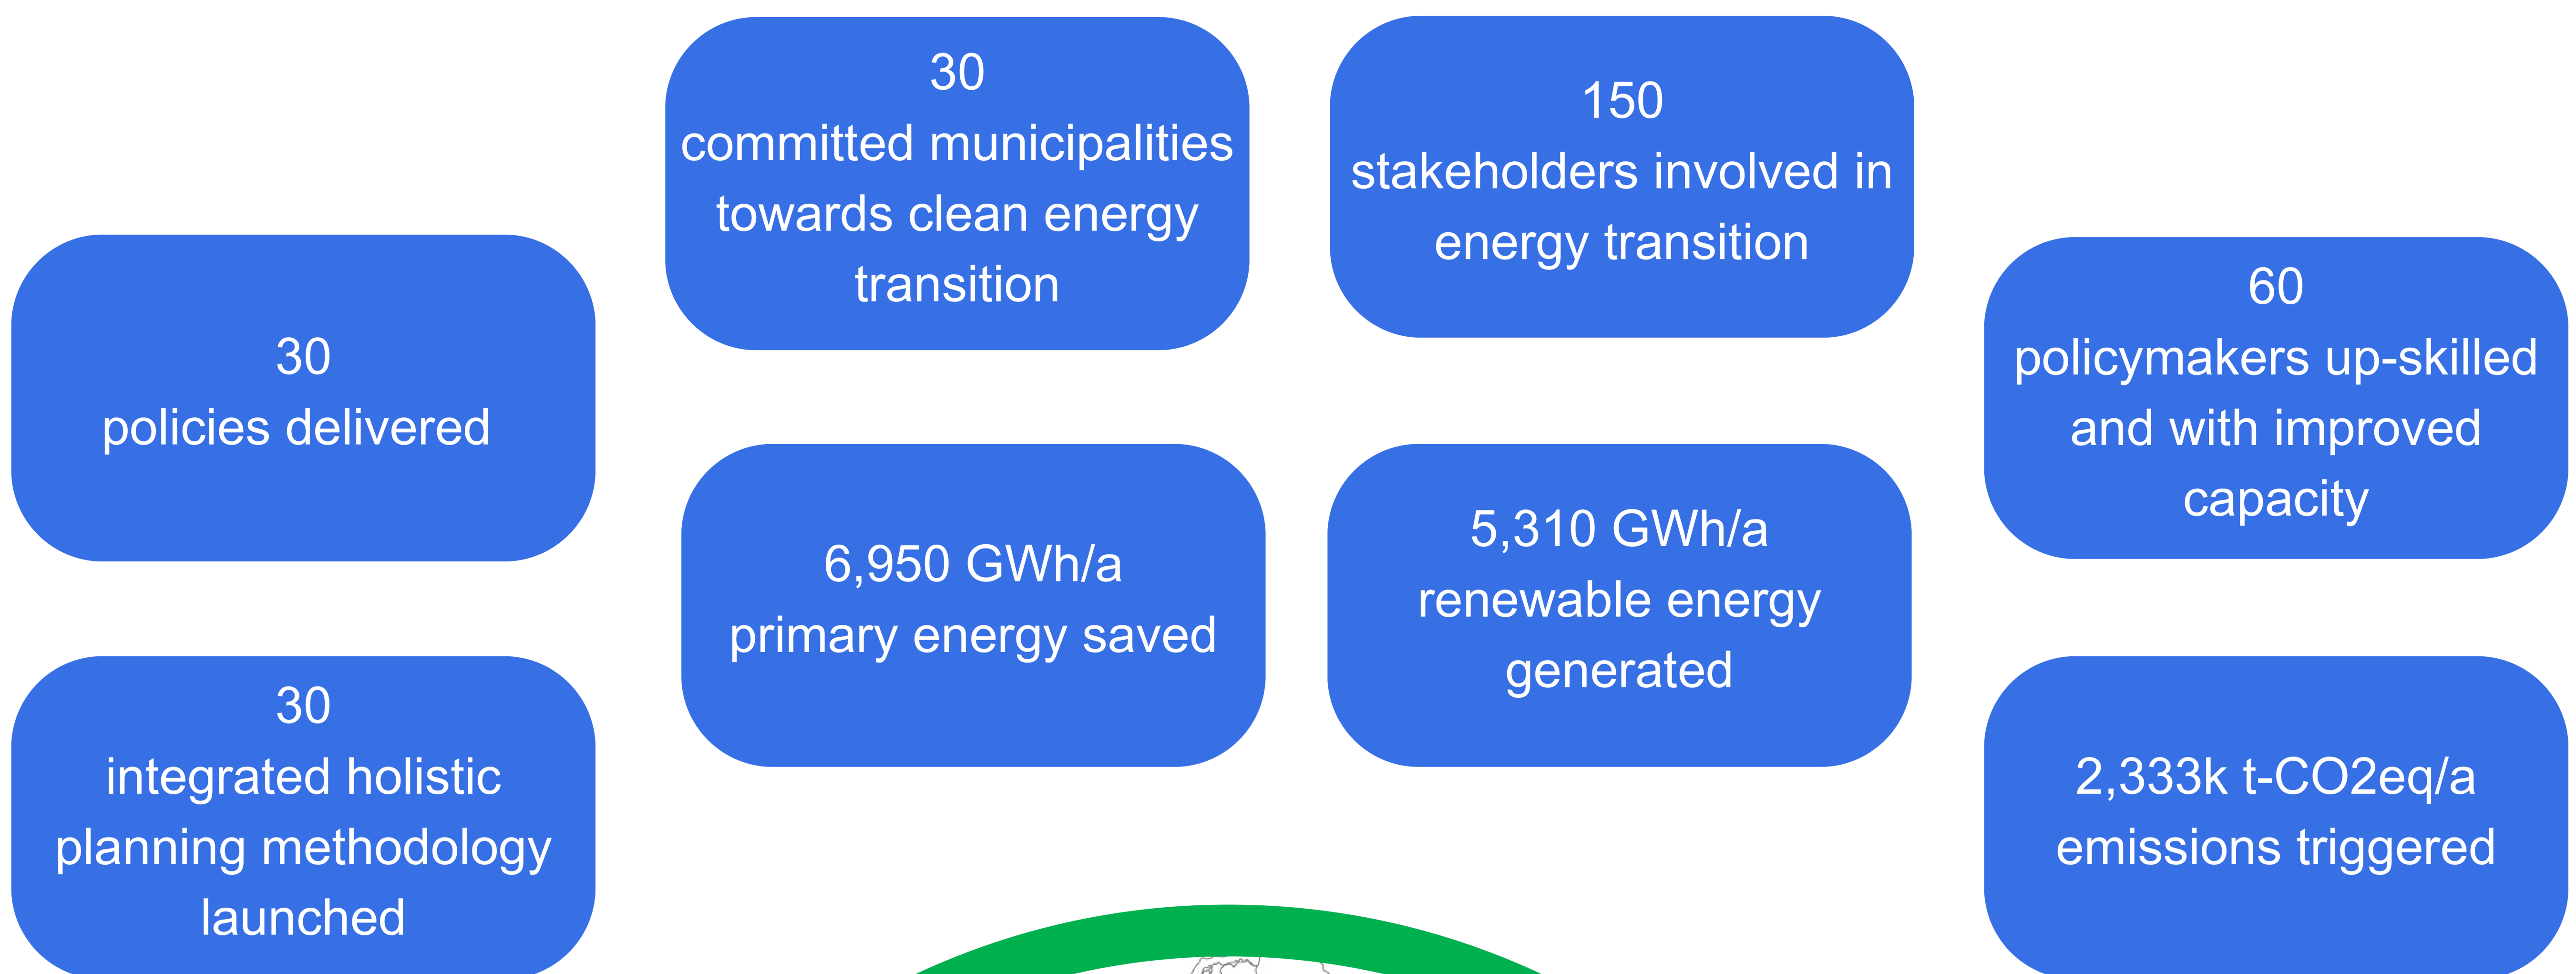 30
policies delivered
30
committed municipalities
towards clean energy
transition
150
stakeholders involved in
energy transition
60
policymakers up-skilled
and with improved
capacity
30
integrated holistic
planning methodology
launched
6,950 GWh/a
primary energy saved
5,310 GWh/a
renewable energy
generated
2,333k t-CO2eq/a
emissions triggered